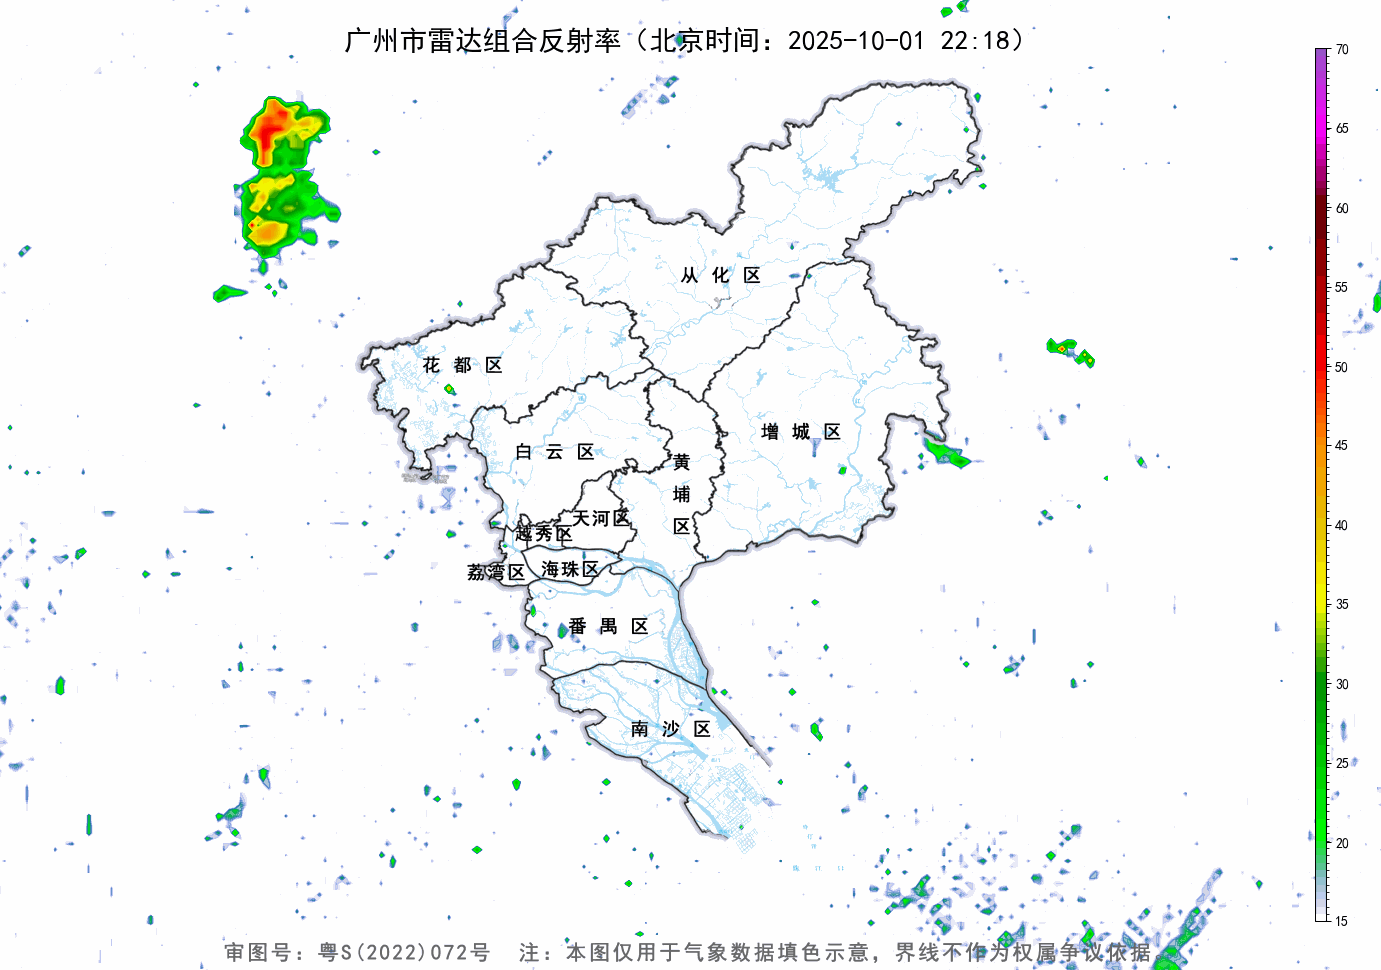 广州市雷达组合反射率（北京时间：2025-10-01 22:18）
70
65
60
55
50
45
40
35
30
25
20
15
从化区
花都区
增城区
白云区
黄埔区
天河区
越秀区
海珠区
荔湾区
番禺区
南沙区
审图号：粤S(2022)072号 注：本图仅用于气象数据填色示意，界线不作为权属争议依据。